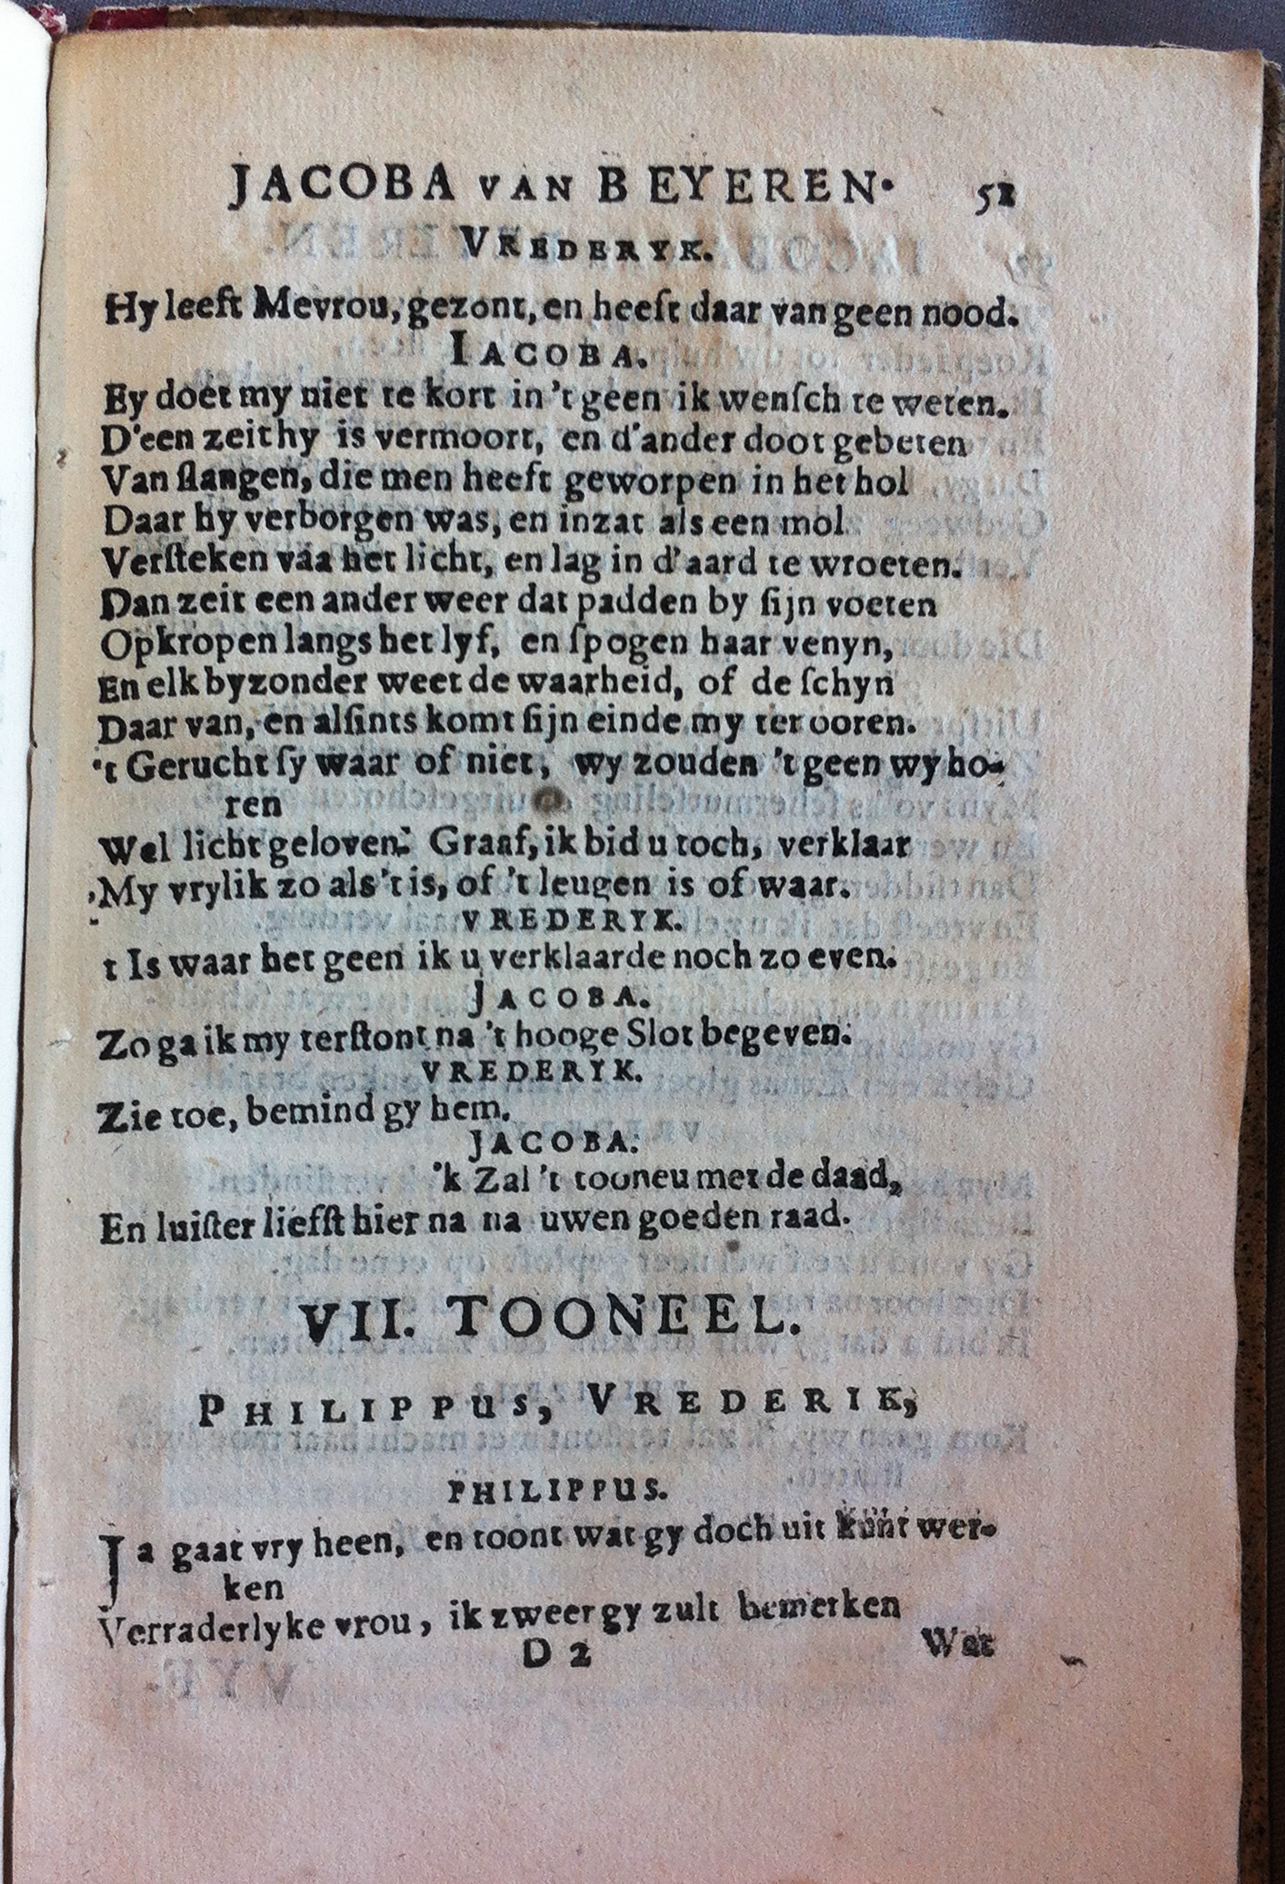 JACOBA VAN BEYEREN. 51
VREDERYK.
Hy leeft Mevrou, gezont, en heeft daar van geen nood.
IACOBA.
Ey doet my niet te kort in 't geen ik wenſch te weten.
D'een zeit hy is vermoort, en d'ander doot gebeten
Van ſlangen, die men heeft geworpen in het hol
Daar hy verborgen was, en inzat als een mol
Verſteken vaa het licht, en lag in d'aard te wroeten.
Dan zeit een ander weer dat padden by ſijn voeten
Opkropen langs het lyf, en ſpogen haar venyn,
En elk byzonder weet de waarheid, of de ſchyn
Daar van, en alſints komt ſijn einde my ter ooren.
't Gerucht ſy waar of niet, wy zouden 't geen wy ho-
ren
Wel licht geloven: Graaf, ik bid u toch, verklaar
My vrylik zo als 't is, of 't leugen is of waar.
VREDERYK.
t Is waar het geen ik u verklaarde noch zo even.
JACOBA.
Zo ga ik my terſtont na 't hooge Slot begeven.
VREDERYK.
Zie toe, bemind gy hem.
JACOBA.
'k Zal 't tooneu met de daad,
En luiſter liefſt hier na na uwen goeden raad.
VII. TOONEEL.
PHILIPPUS, VREDERIK,
PHILIPPUS.
Ja gaat vry heen, en toont wat gy doch uit kunt wer-
ken
Verraderlyke vrou, ik zweer gy zult bemerken
D 2 Wat